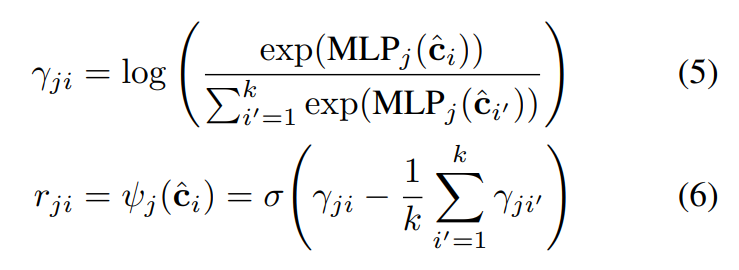 γ_{ji} = log ( exp(MLP_j(ĉ_i)) / ∑_{i'=1}^{k} exp(MLP_j(ĉ_{i'})) ) (5)
r_{ji} = ψ_j(ĉ_i) = σ( γ_{ji} − 1/k ∑_{i'=1}^{k} γ_{ji'} ) (6)